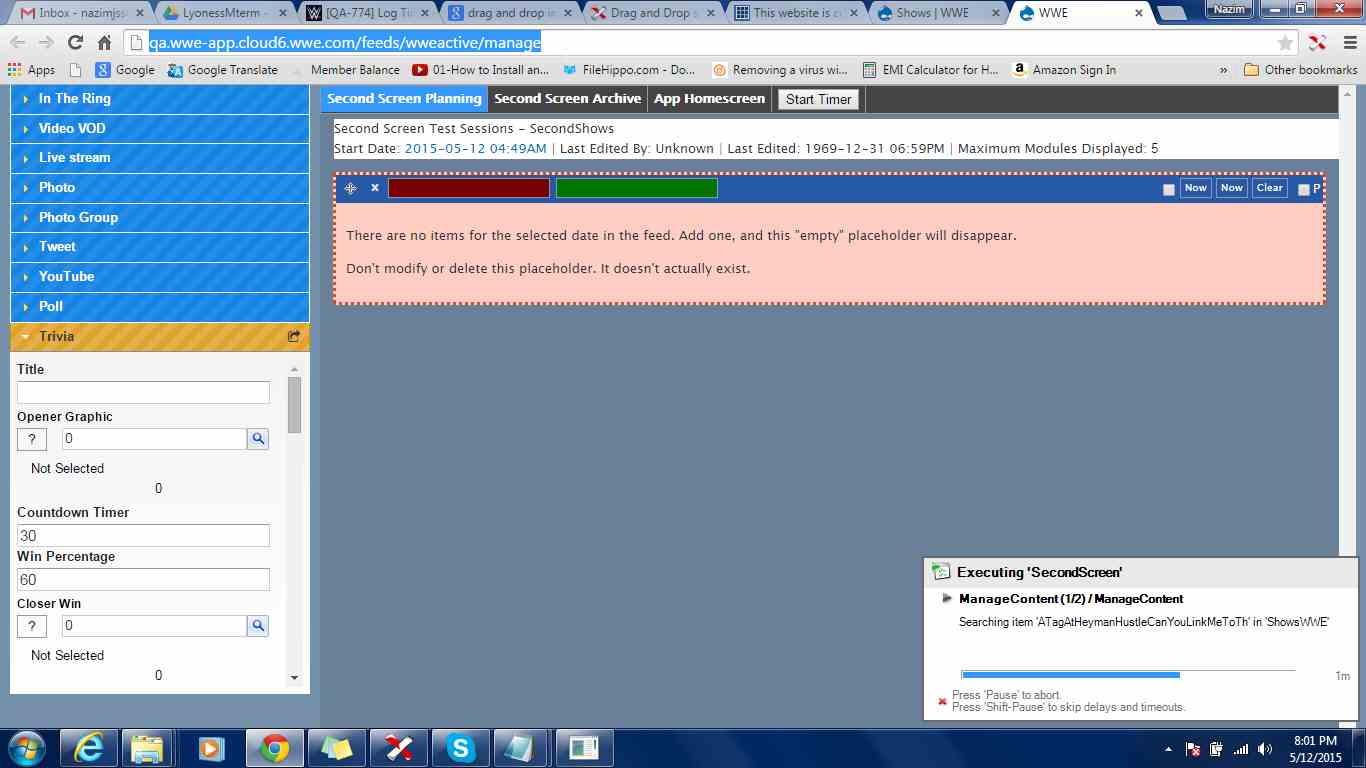 Inbox - nazimjss
LyonessMterm -
[QA-774] Log Ti
drag and drop in
Drag and Drop s
This website is c
Shows | WWE
WWE
Nazim
qa.wwe-app.cloud6.wwe.com/feeds/wweactive/manage
Apps
Google
Google Translate
Member Balance
01-How to Install an...
FileHippo.com - Do...
Removing a virus wi...
EMI Calculator for H...
Amazon Sign In
»
Other bookmarks
In The Ring
Video VOD
Live stream
Photo
Photo Group
Tweet
YouTube
Poll
Trivia
Title
Opener Graphic
? 0
Not Selected
0
Countdown Timer
30
Win Percentage
60
Closer Win
? 0
Not Selected
0
Second Screen Planning
Second Screen Archive
App Homescreen
Start Timer
Second Screen Test Sessions - SecondShows
Start Date: 2015-05-12 04:49AM | Last Edited By: Unknown | Last Edited: 1969-12-31 06:59PM | Maximum Modules Displayed: 5
Now Now Clear P
There are no items for the selected date in the feed. Add one, and this "empty" placeholder will disappear.
Don't modify or delete this placeholder. It doesn't actually exist.
Executing 'SecondScreen'
ManageContent (1/2) / ManageContent
Searching item 'ATagAtHeymanHustleCanYouLinkMeToTh' in 'ShowsWWE'
1m
Press 'Pause' to abort.
Press 'Shift-Pause' to skip delays and timeouts.
8:01 PM
5/12/2015